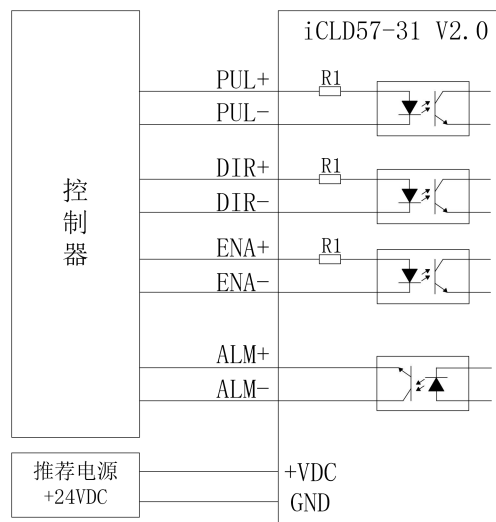 iCLD57-31 V2.0
PUL+
R1
PUL-
DIR+
R1
DIR-
控制器
ENA+
R1
ENA-
ALM+
ALM-
推荐电源
+24VDC
+VDC
GND